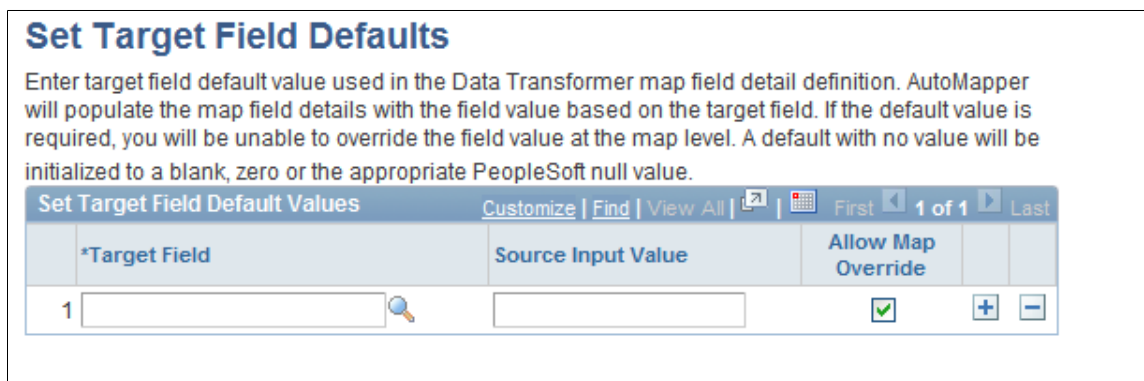 Set Target Field Defaults
Enter target field default value used in the Data Transformer map field detail definition. AutoMapper
will populate the map field details with the field value based on the target field. If the default value is
required, you will be unable to override the field value at the map level. A default with no value will be
initialized to a blank, zero or the appropriate PeopleSoft null value.
Set Target Field Default Values Customize | Find | View All | | First 1 of 1 Last
*Target Field Source Input Value Allow Map Override
1